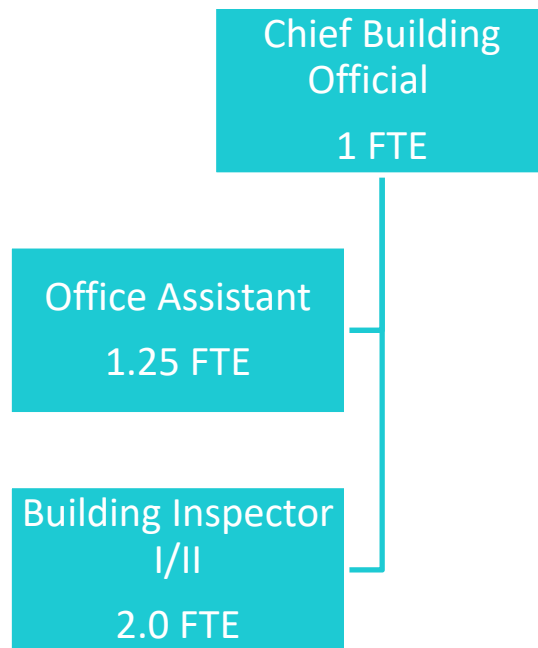 Chief Building
Official
1 FTE
Office Assistant
1.25 FTE
Building Inspector
I/II
2.0 FTE